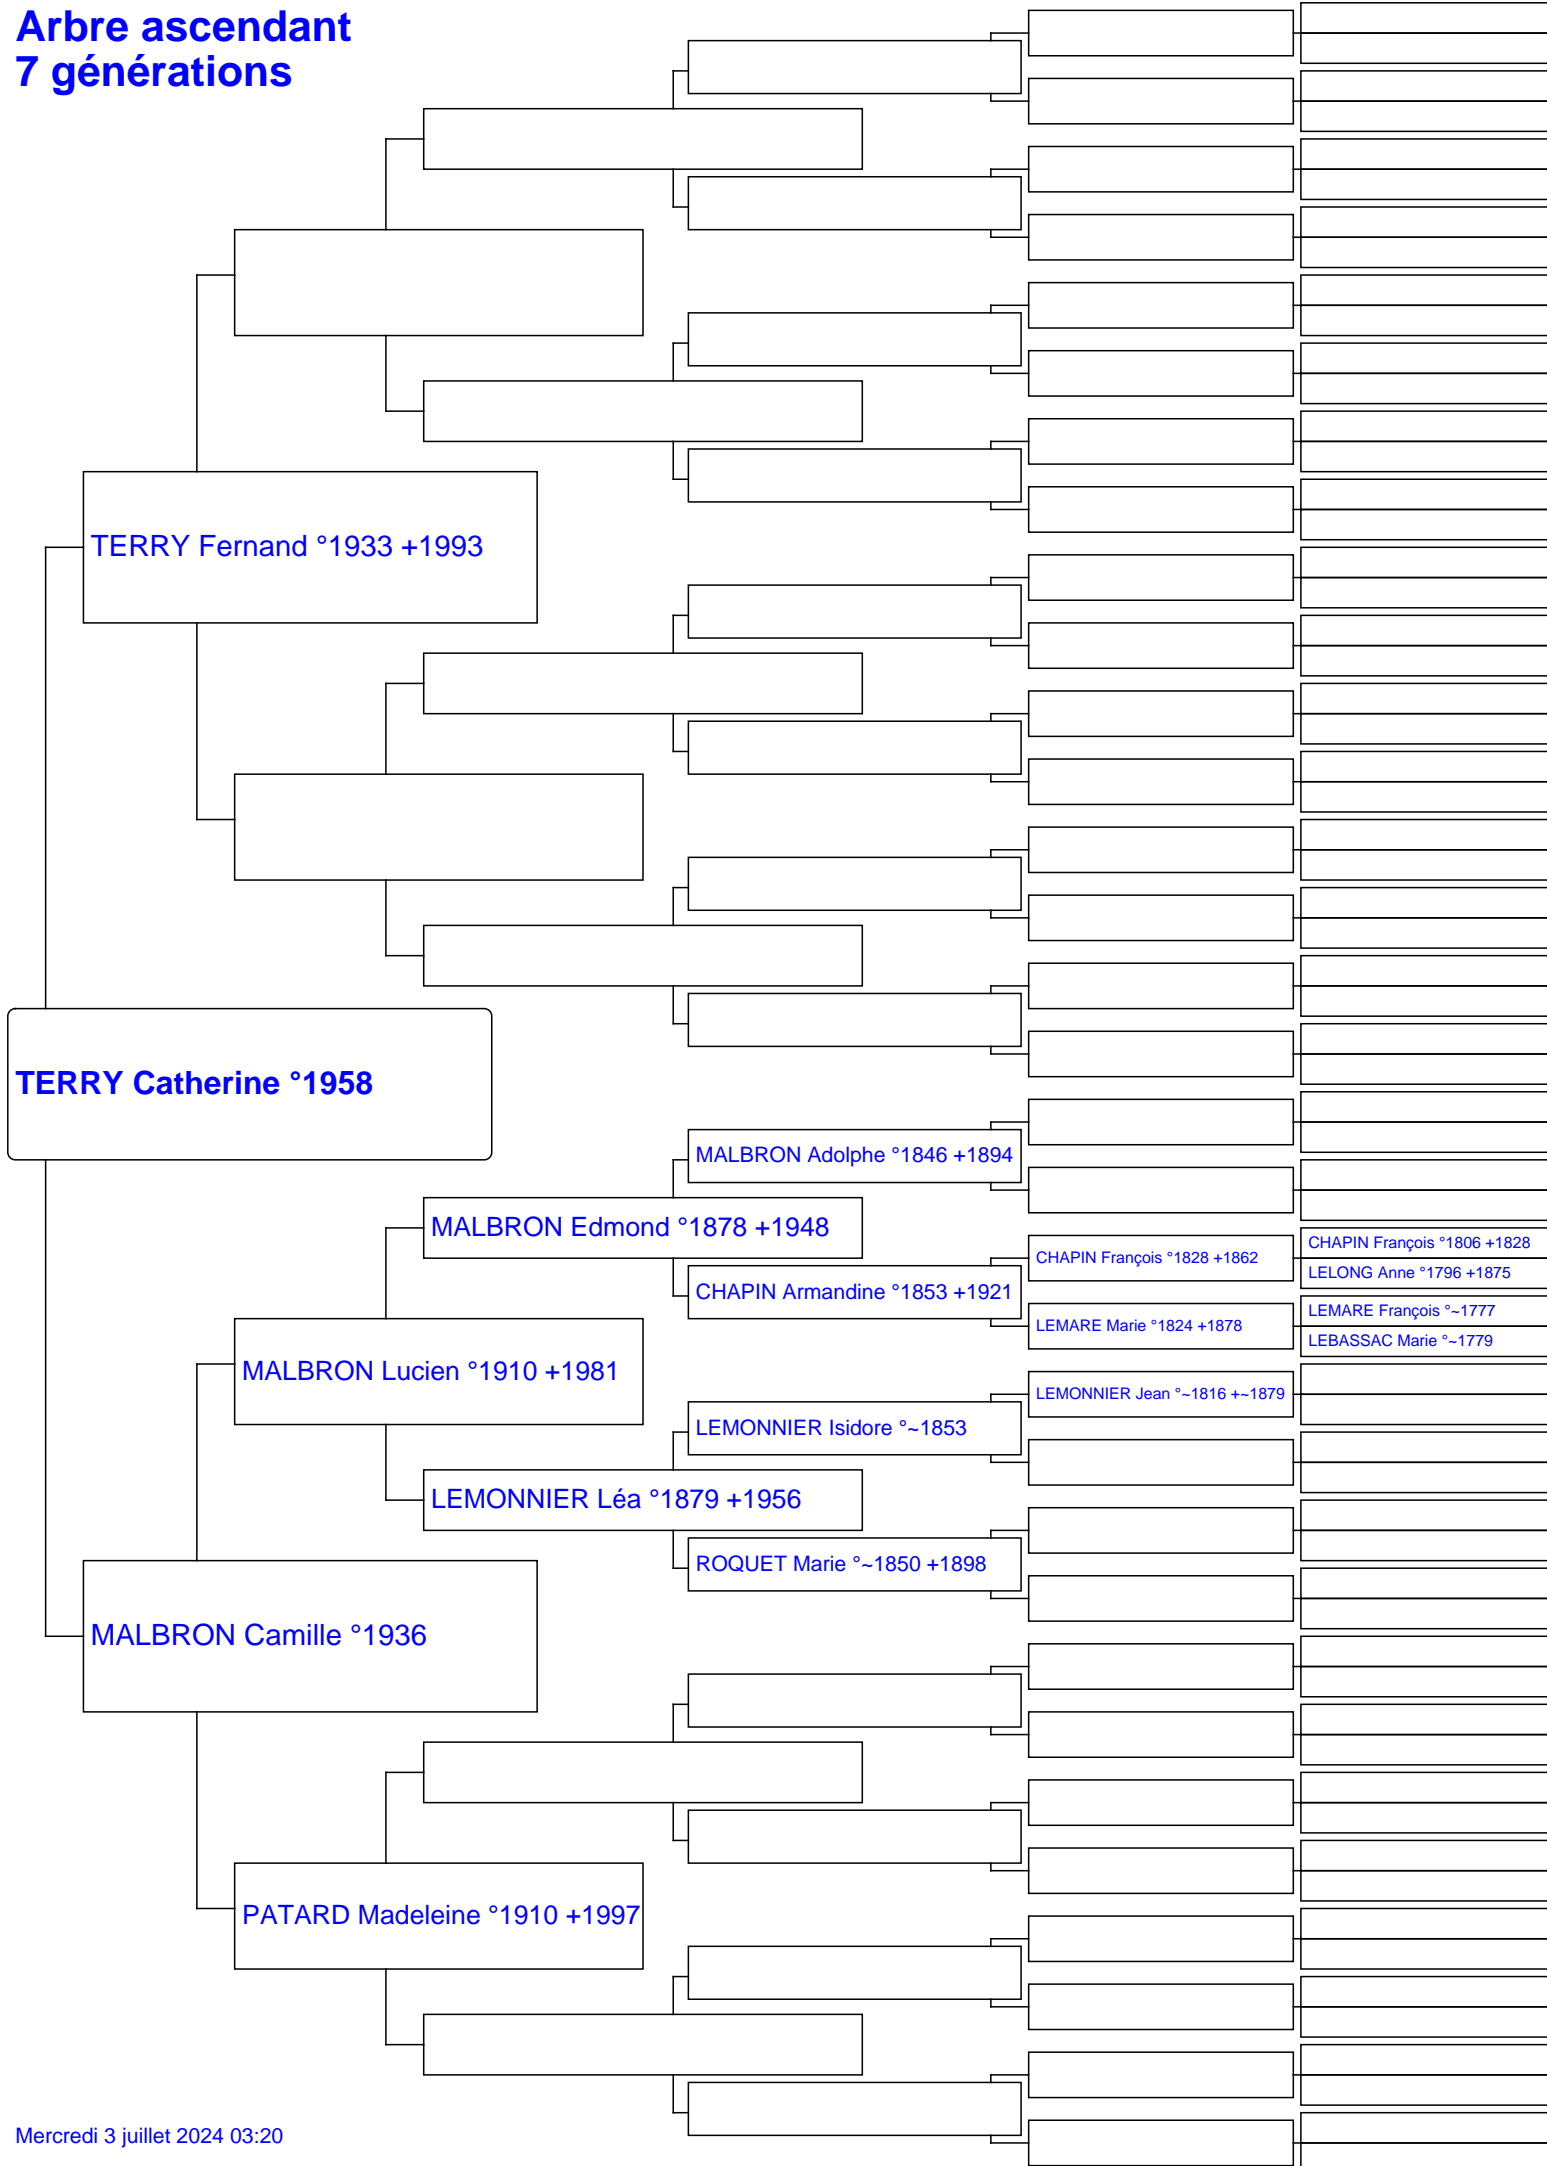 Arbre ascendant
7 générations
TERRY Fernand °1933 +1993
TERRY Catherine °1958
MALBRON Adolphe °1846 +1894
MALBRON Edmond °1878 +1948
CHAPIN François °1828 +1862
CHAPIN François °1806 +1828
LELONG Anne °1796 +1875
CHAPIN Armandine °1853 +1921
LEMARE Marie °1824 +1878
LEMARE François °~1777
LEBASSAC Marie °~1779
MALBRON Lucien °1910 +1981
LEMONNIER Jean °~1816 +~1879
LEMONNIER Isidore °~1853
LEMONNIER Léa °1879 +1956
ROQUET Marie °~1850 +1898
MALBRON Camille °1936
PATARD Madeleine °1910 +1997
Mercredi 3 juillet 2024 03:20